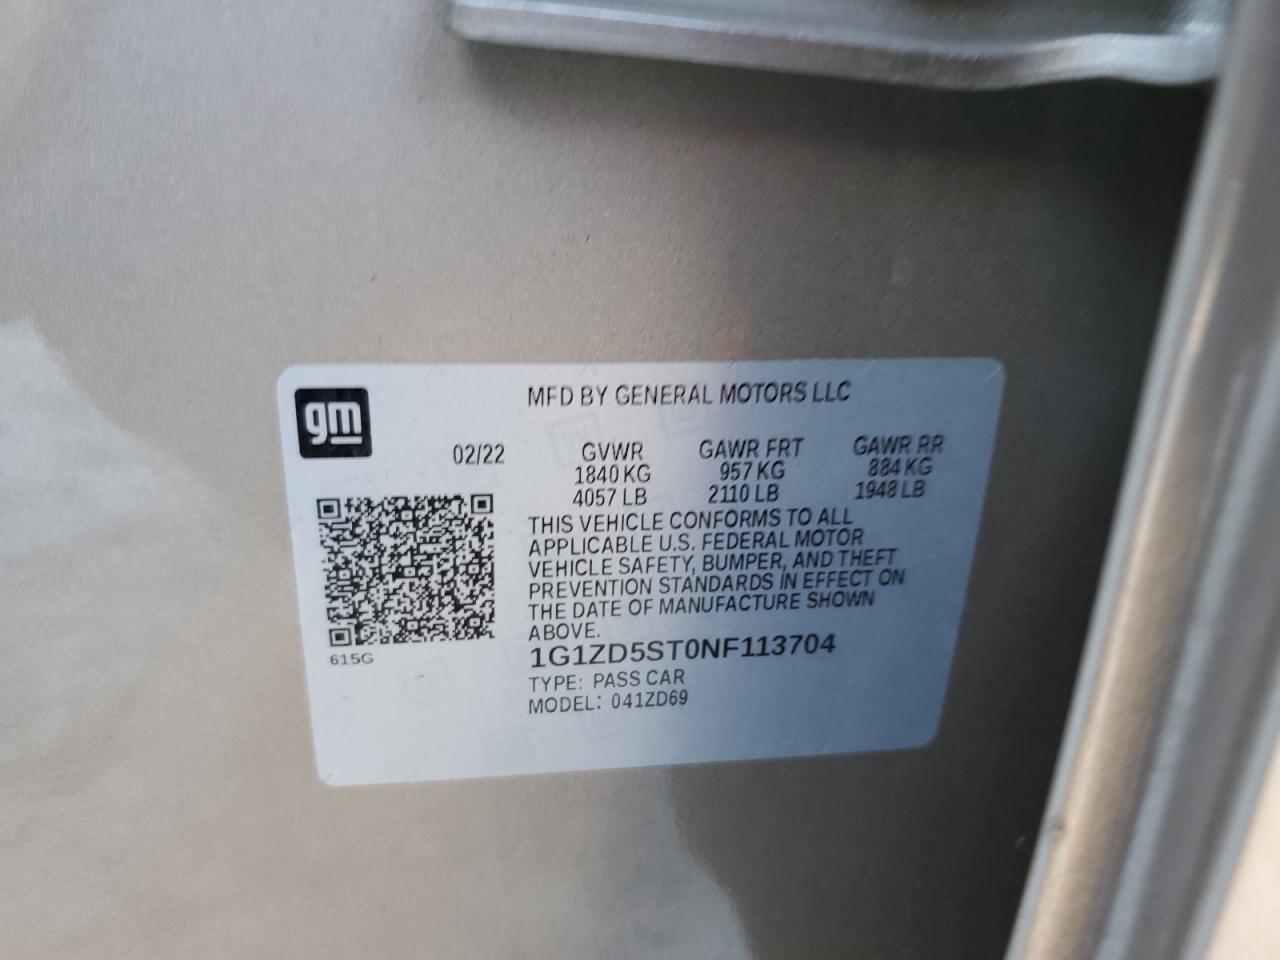 gm
MFD BY GENERAL MOTORS LLC
02/22 GVWR GAWR FRT GAWR RR
1840 KG 957 KG 884 KG
4057 LB 2110 LB 1948 LB
THIS VEHICLE CONFORMS TO ALL
APPLICABLE U.S. FEDERAL MOTOR
VEHICLE SAFETY, BUMPER, AND THEFT
PREVENTION STANDARDS IN EFFECT ON
THE DATE OF MANUFACTURE SHOWN
ABOVE.
1G1ZD5ST0NF113704
615G
TYPE: PASS CAR
MODEL: 041ZD69